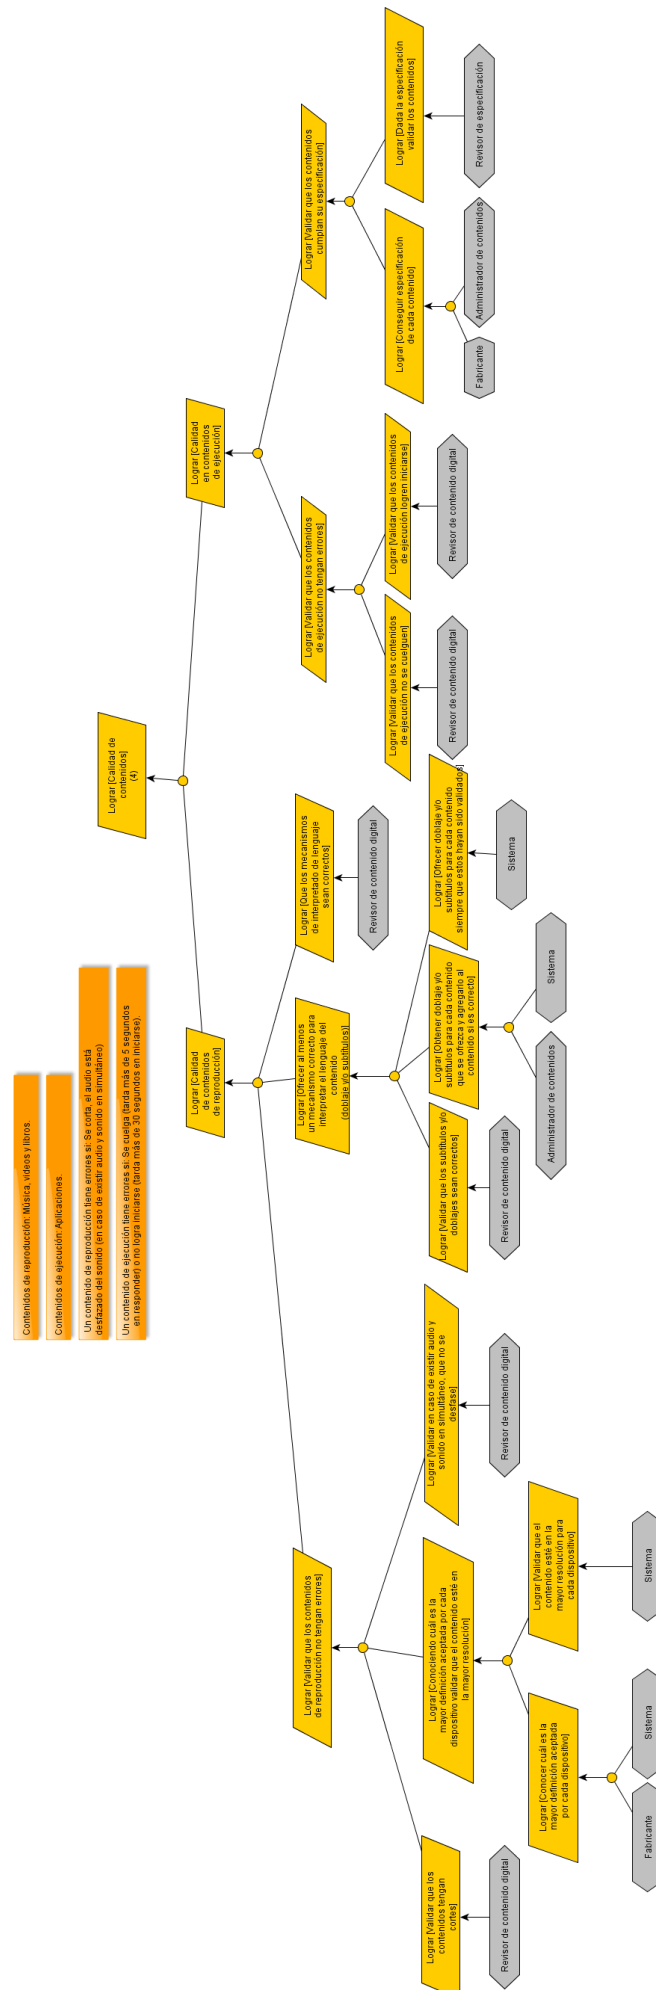 Contenidos de reproducción: Música, videos y libros.
Contenidos de ejecución: Aplicaciones.
Un contenido de reproducción tiene errores si: Se corta, el audio está
desfazado del sonido (en caso de existir audio y sonido en simultáneo)
Un contenido de ejecución tiene errores si: Se cuelga (tarda más de 5 segundos
en responder) o no logra iniciarse (tarda más de 30 segundos en iniciarse).
Lograr [Calidad de
contenidos]
(4)
Lograr [Calidad
de contenidos
de reproducción]
Lograr [Calidad
en contenidos
de ejecución]
Lograr [Validar que los contenidos
de reproducción no tengan errores]
Lograr [Ofrecer al menos
un mecanismo correcto para
interpretar el lenguaje del
contenido
(doblaje y/o subtítulos)]
Lograr [Que los mecanismos
de interpretado de lenguaje
sean correctos]
Revisor de contenido digital
Lograr [Validar que los contenidos
de ejecución no tengan errores]
Lograr [Validar que los contenidos
cumplan su especificación]
Lograr [Validar que los
contenidos tengan
cortes]
Revisor de contenido digital
Lograr [Conociendo cuál es la
mayor definición aceptada por cada
dispositivo validar que el contenido esté en
la mayor resolución]
Lograr [Validar en caso de existir audio y
sonido en simultáneo, que no se
desfase]
Revisor de contenido digital
Lograr [Validar que los subtítulos y/o
doblajes sean correctos]
Revisor de contenido digital
Lograr [Obtener doblaje y/o
subtítulos para cada contenido
que se ofrezca y agregarlo al
contenido si es correcto]
Administrador de contenidos
Sistema
Lograr [Ofrecer doblaje y/o
subtítulos para cada contenido
siempre que estos hayan sido validados]
Sistema
Lograr [Validar que los contenidos
de ejecución no se cuelguen]
Revisor de contenido digital
Lograr [Validar que los contenidos
de ejecución logren iniciarse]
Revisor de contenido digital
Lograr [Conseguir especificación
de cada contenido]
Fabricante
Administrador de contenidos
Lograr [Dada la especificación
validar los contenidos]
Revisor de especificación
Lograr [Conocer cuál es la
mayor definición aceptada
por cada dispositivo]
Fabricante
Sistema
Lograr [Validar que el
contenido esté en la
mayor resolución para
cada dispositivo]
Sistema